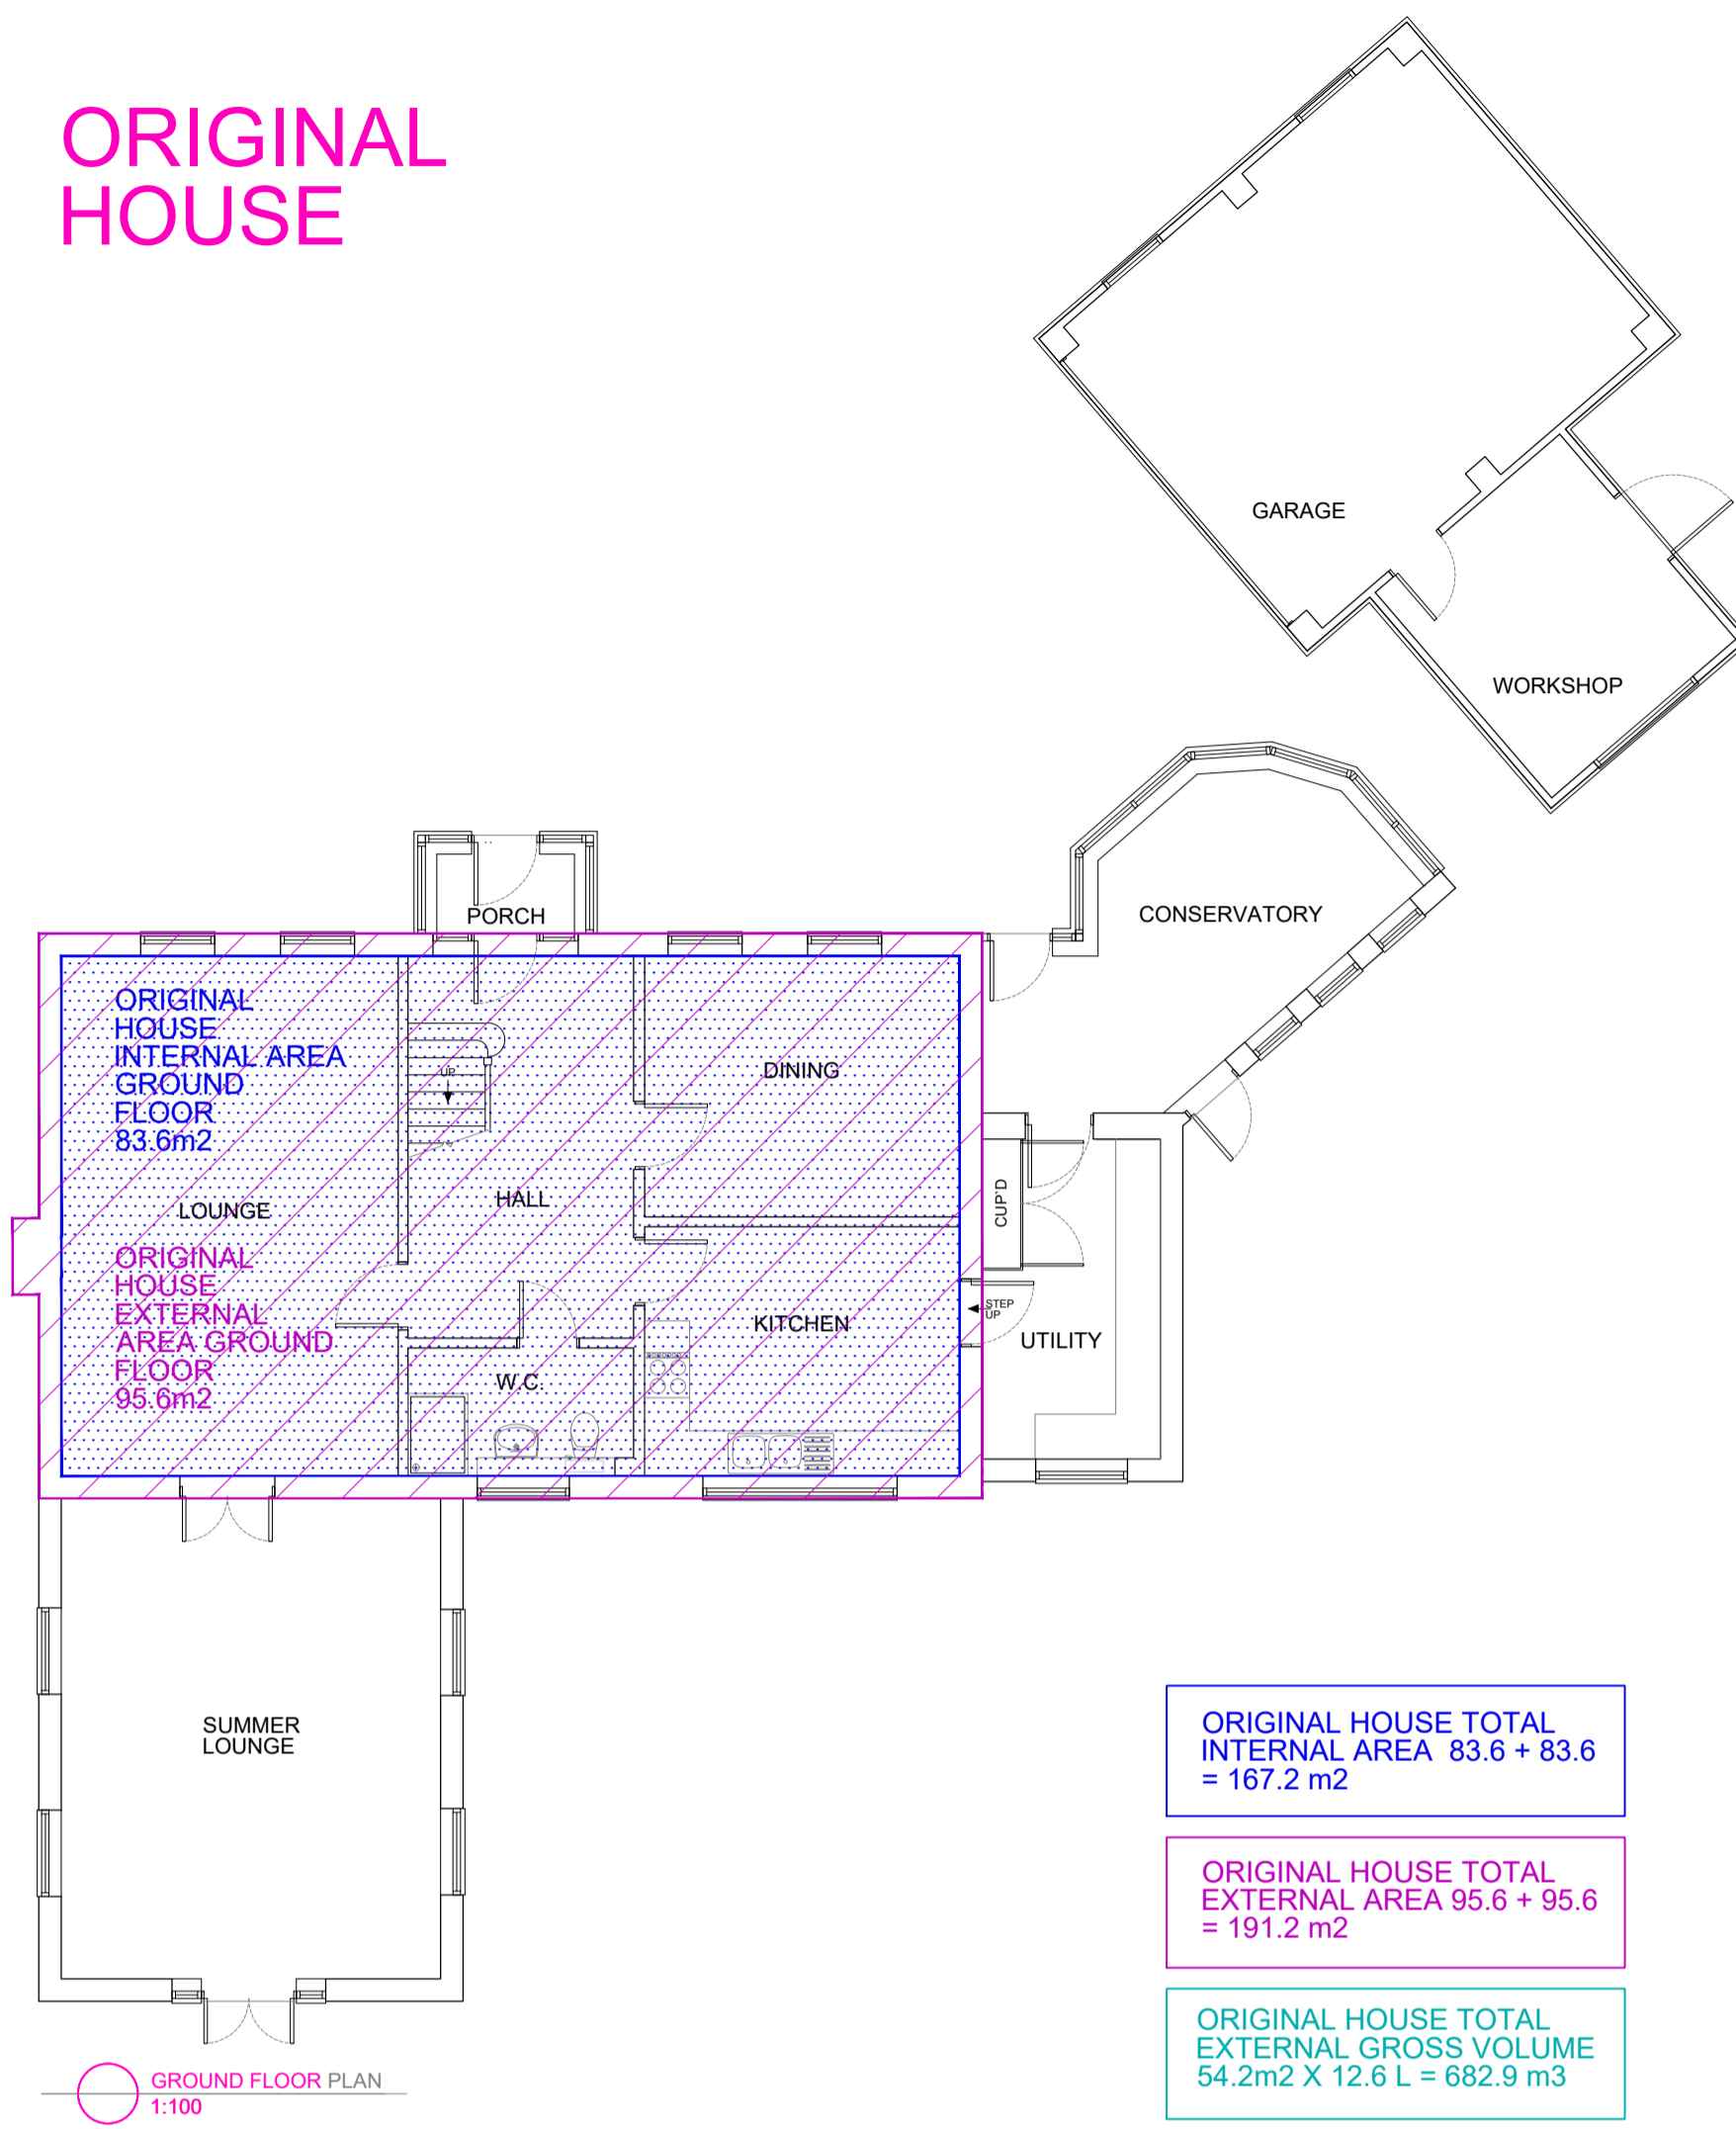 ORIGINAL
HOUSE
GARAGE
WORKSHOP
PORCH
CONSERVATORY
ORIGINAL
HOUSE
INTERNAL AREA
GROUND
FLOOR
83.6m2
UP
DINING
LOUNGE
HALL
CUP'D
ORIGINAL
HOUSE
EXTERNAL
AREA GROUND
FLOOR
95.6m2
STEP
UP
KITCHEN
UTILITY
W.C.
SUMMER
LOUNGE
ORIGINAL HOUSE TOTAL
INTERNAL AREA 83.6 + 83.6
= 167.2 m2
ORIGINAL HOUSE TOTAL
EXTERNAL AREA 95.6 + 95.6
= 191.2 m2
ORIGINAL HOUSE TOTAL
EXTERNAL GROSS VOLUME
54.2m2 X 12.6 L = 682.9 m3
GROUND FLOOR PLAN
1:100